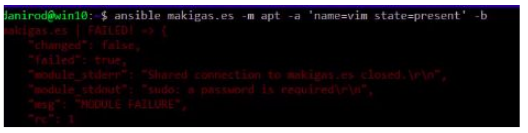 danirod@win10:~$ ansible makigas.es -m apt -a 'name=vim state=present' -b
makigas.es | FAILED! => {
"changed": false,
"failed": true,
"module_stderr": "Shared connection to makigas.es closed.\r\n",
"module_stdout": "sudo: a password is required\r\n",
"msg": "MODULE FAILURE",
"rc": 1